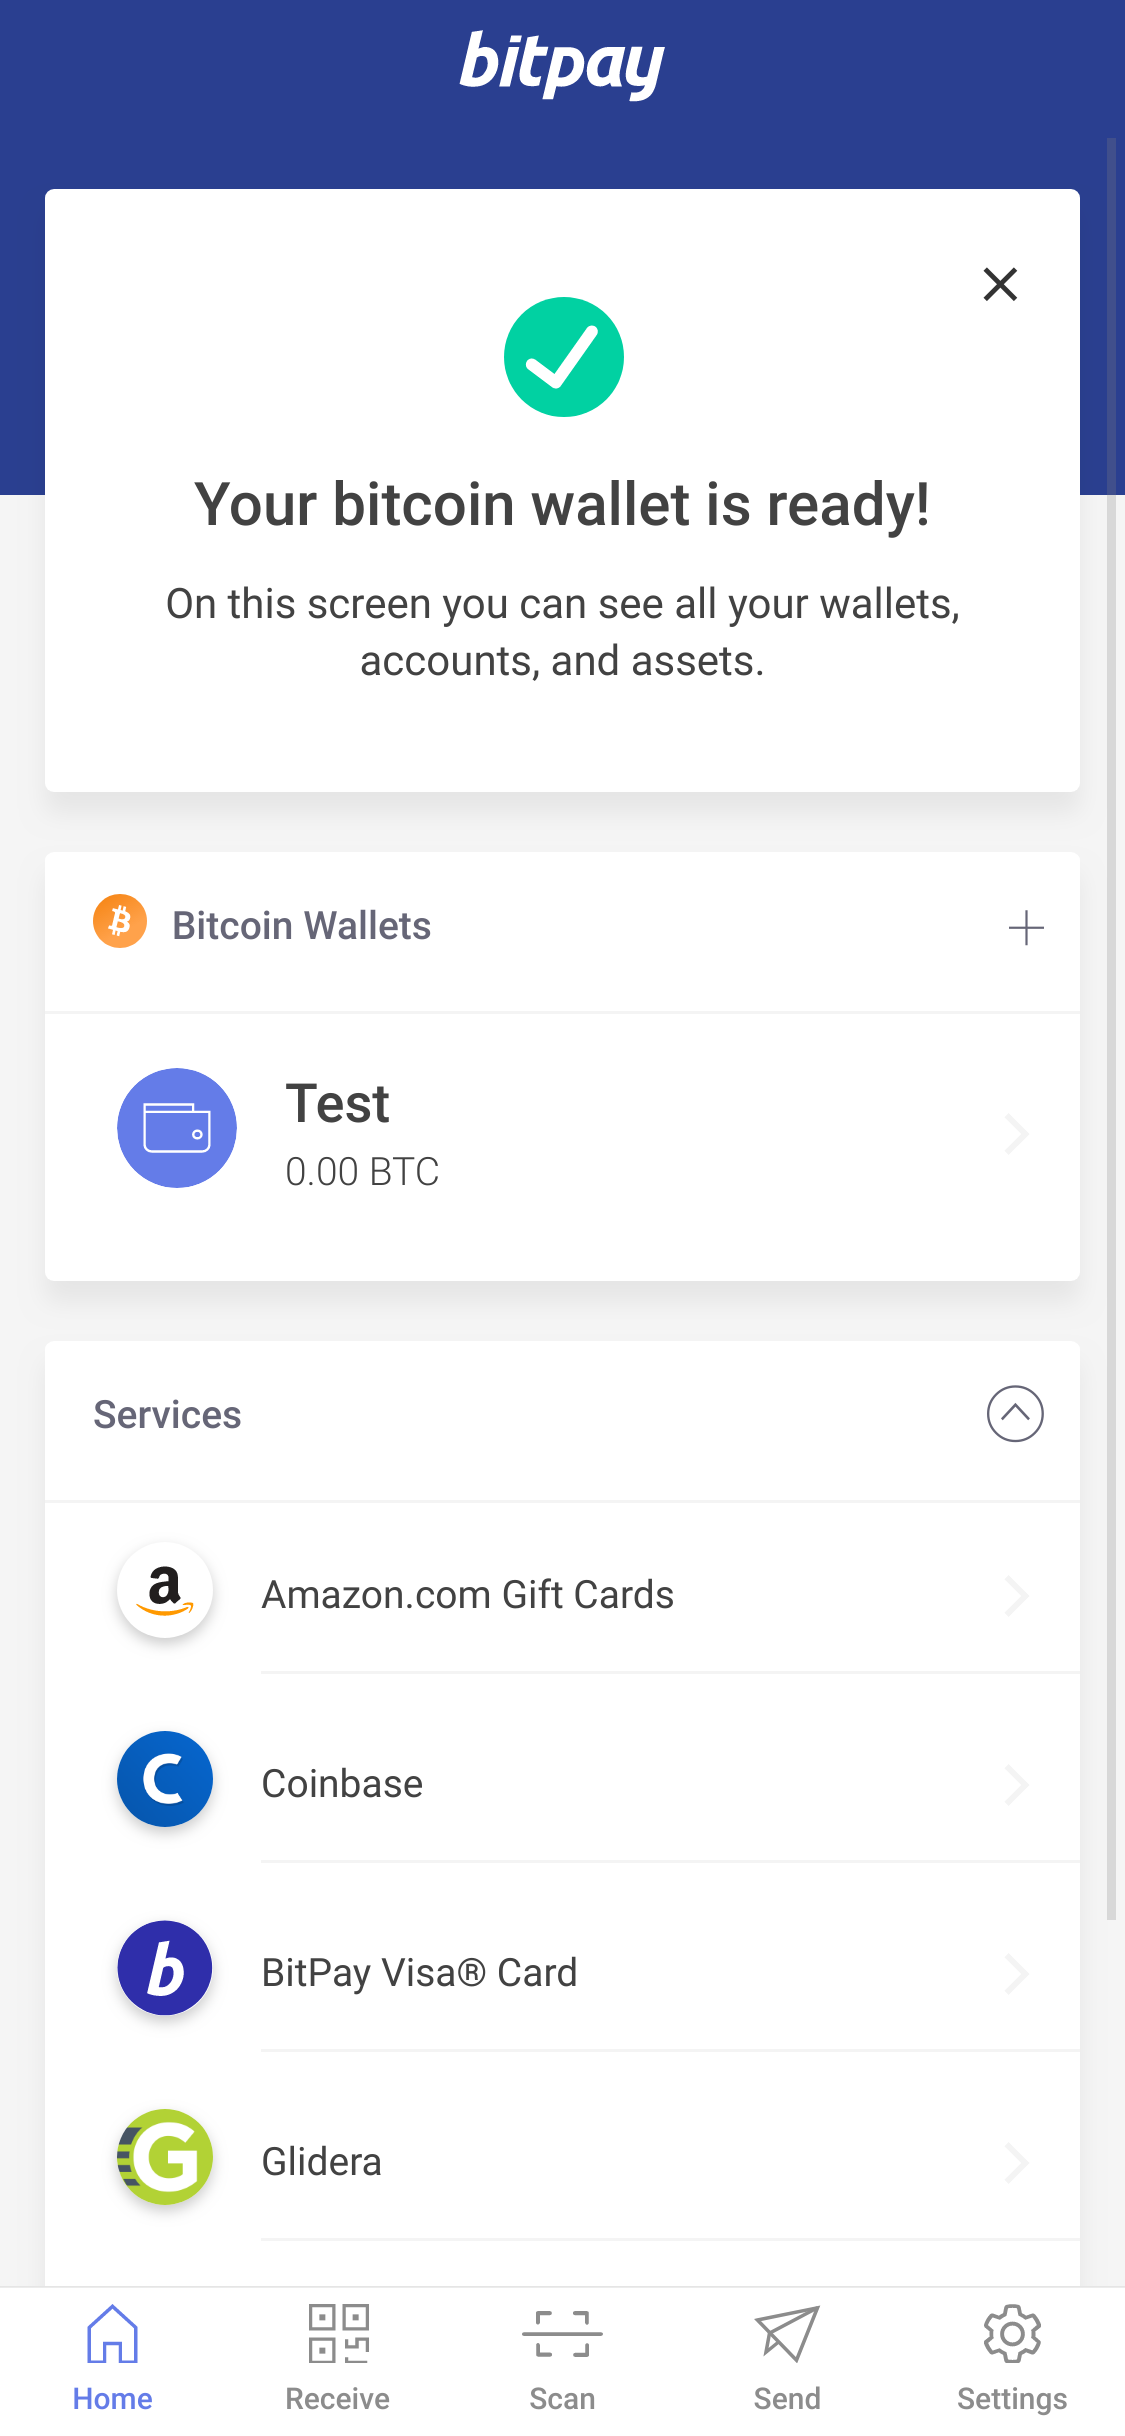 bitpay
Your bitcoin wallet is ready!
On this screen you can see all your wallets,
accounts, and assets.
Bitcoin Wallets
Test
0.00 BTC
Services
Amazon.com Gift Cards
Coinbase
BitPay Visa® Card
Glidera
Home
Receive
Scan
Send
Settings